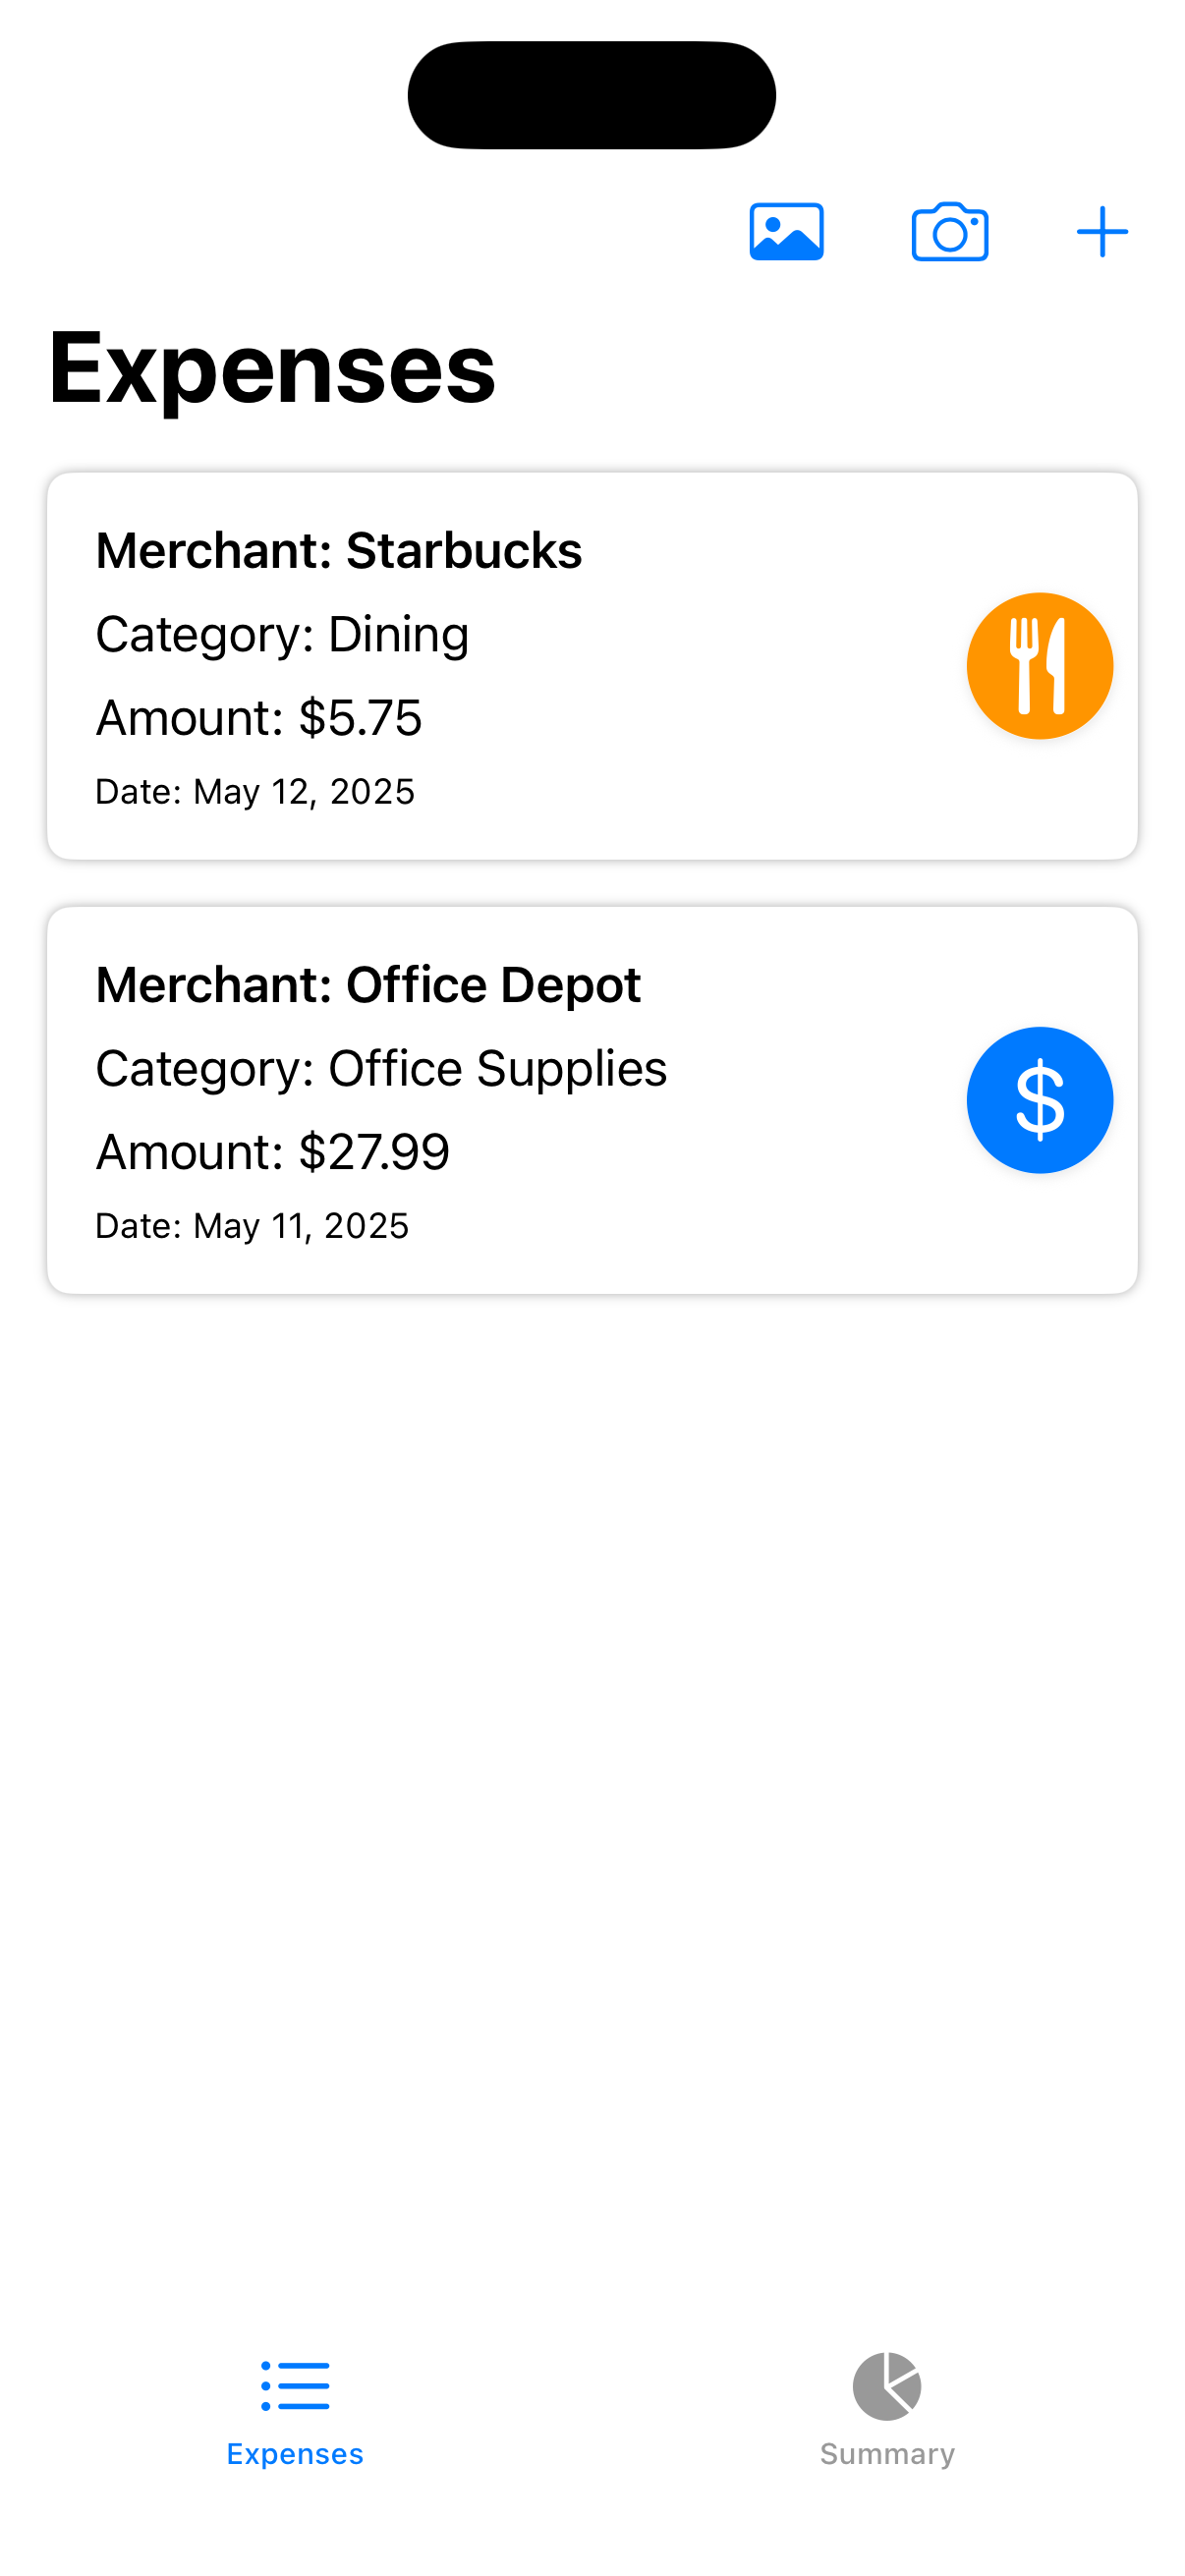 Expenses
Merchant: Starbucks
Category: Dining
Amount: $5.75
Date: May 12, 2025
Merchant: Office Depot
Category: Office Supplies
$
Amount: $27.99
Date: May 11, 2025
Expenses
Summary